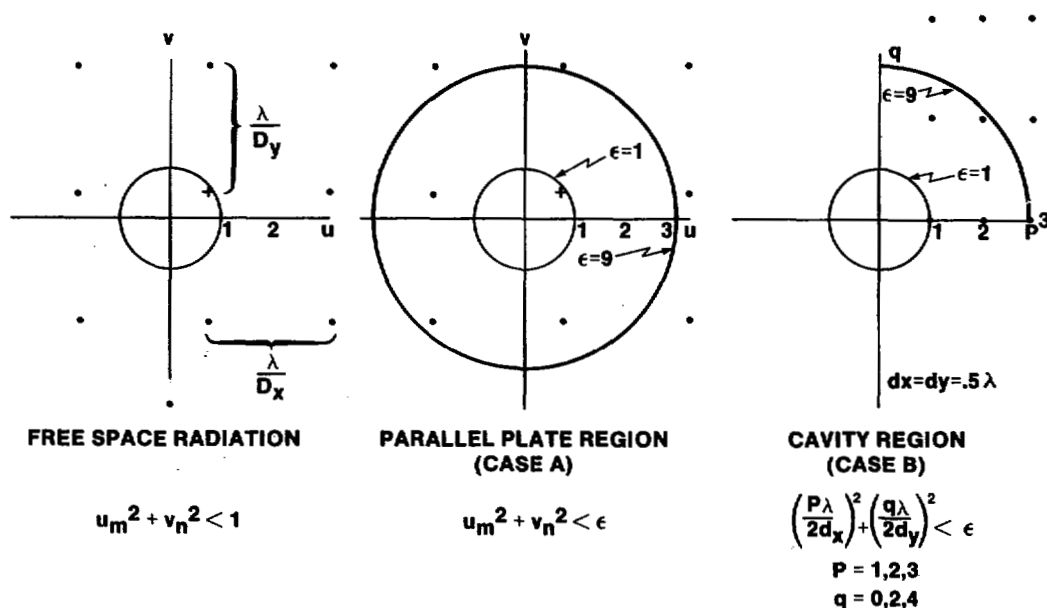 v
λ
D_y
1
2
u
λ
D_x
FREE SPACE RADIATION
u_m² + v_n² < 1
v
ϵ=1
1
2
3
u
ϵ=9
PARALLEL PLATE REGION
(CASE A)
u_m² + v_n² < ϵ
q
ϵ=9
ϵ=1
1
2
P
3
dx=dy=.5λ
CAVITY REGION
(CASE B)
(Pλ/2d_x)² + (qλ/2d_y)² < ϵ
P = 1,2,3
q = 0,2,4